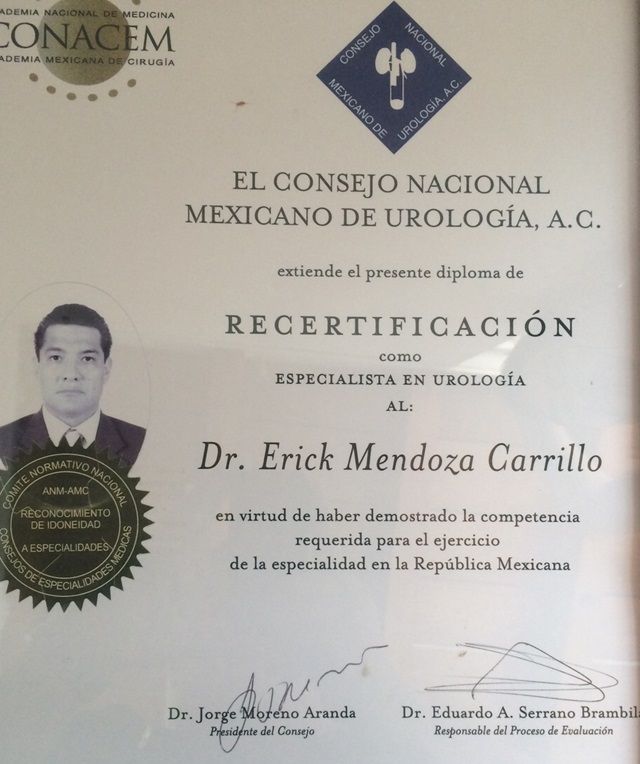 ADEMIA NACIONAL DE MEDICINA
CONACEM
ADEMIA MEXICANA DE CIRUGÍA
CONSEJO NACIONAL
MEXICANO DE UROLOGÍA, A.C.
EL CONSEJO NACIONAL
MEXICANO DE UROLOGÍA, A.C.
extiende el presente diploma de
RECERTIFICACIÓN
como
ESPECIALISTA EN UROLOGÍA
AL:
Dr. Erick Mendoza Carrillo
en virtud de haber demostrado la competencia
requerida para el ejercicio
de la especialidad en la República Mexicana
COMITE NORMATIVO NACIONAL
ANM-AMC
RECONOCIMIENTO
DE IDONEIDAD
A ESPECIALIDADES
CONSEJOS DE ESPECIALIDADES MEDICAS
Dr. Jorge Moreno Aranda
Presidente del Consejo
Dr. Eduardo A. Serrano Brambila
Responsable del Proceso de Evaluación